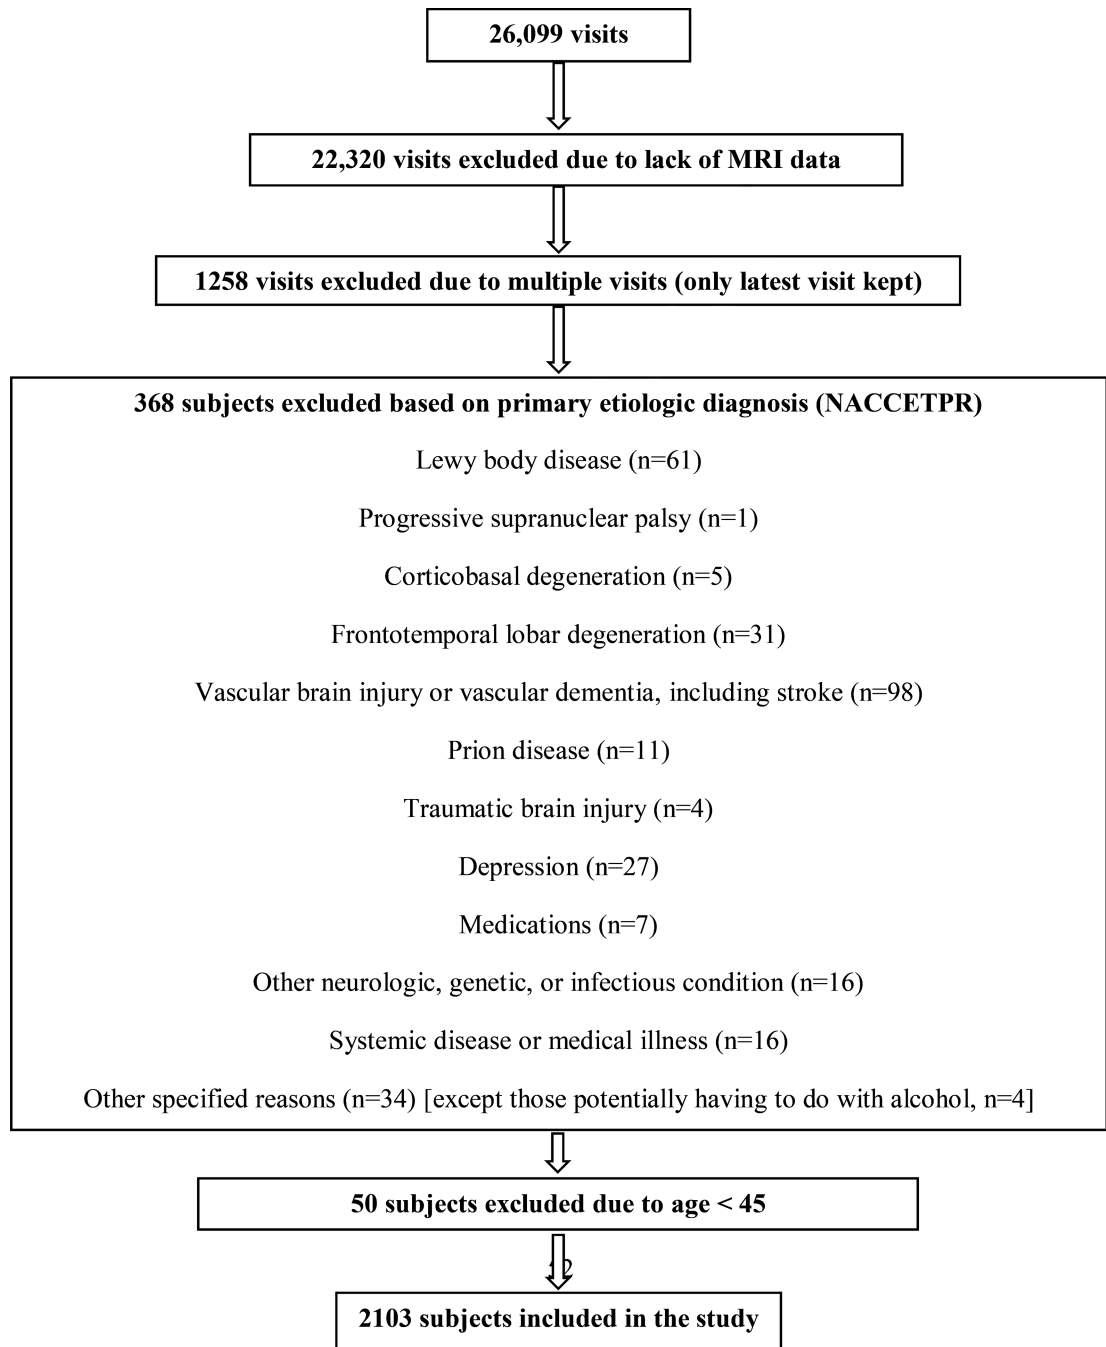 26,099 visits
22,320 visits excluded due to lack of MRI data
1258 visits excluded due to multiple visits (only latest visit kept)
368 subjects excluded based on primary etiologic diagnosis (NACCETPR)
Lewy body disease (n=61)
Progressive supranuclear palsy (n=1)
Corticobasal degeneration (n=5)
Frontotemporal lobar degeneration (n=31)
Vascular brain injury or vascular dementia, including stroke (n=98)
Prion disease (n=11)
Traumatic brain injury (n=4)
Depression (n=27)
Medications (n=7)
Other neurologic, genetic, or infectious condition (n=16)
Systemic disease or medical illness (n=16)
Other specified reasons (n=34) [except those potentially having to do with alcohol, n=4]
50 subjects excluded due to age < 45
2103 subjects included in the study